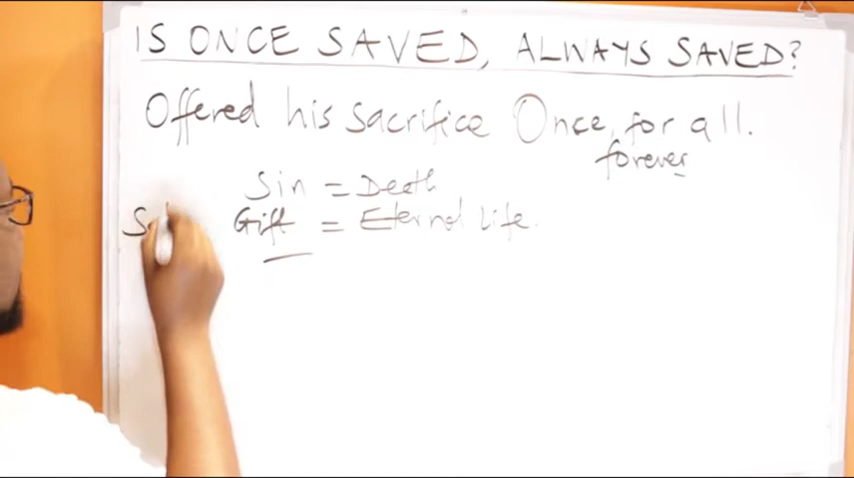 IS ONCE SAVED, ALWAYS SAVED?
Offered his sacrifice Once, for all.
forever
Sin = Death
Gift = Eternal Life.